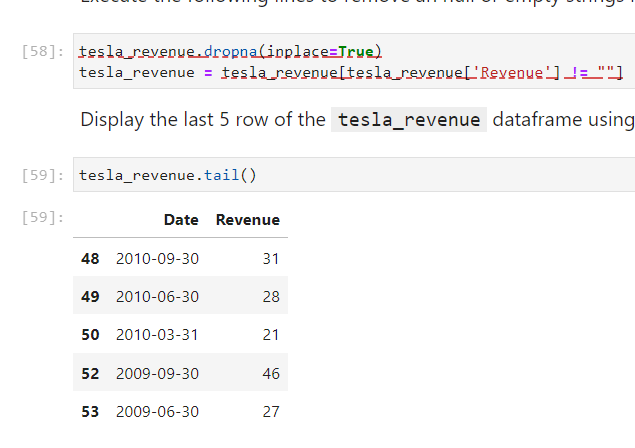 Execute the following lines to remove an null or empty strings
[58]: tesla_revenue.dropna(inplace=True)
tesla_revenue = tesla_revenue[tesla_revenue['Revenue'] != ""]
Display the last 5 row of the tesla_revenue dataframe using
[59]: tesla_revenue.tail()
[59]:
Date Revenue
48 2010-09-30 31
49 2010-06-30 28
50 2010-03-31 21
52 2009-09-30 46
53 2009-06-30 27